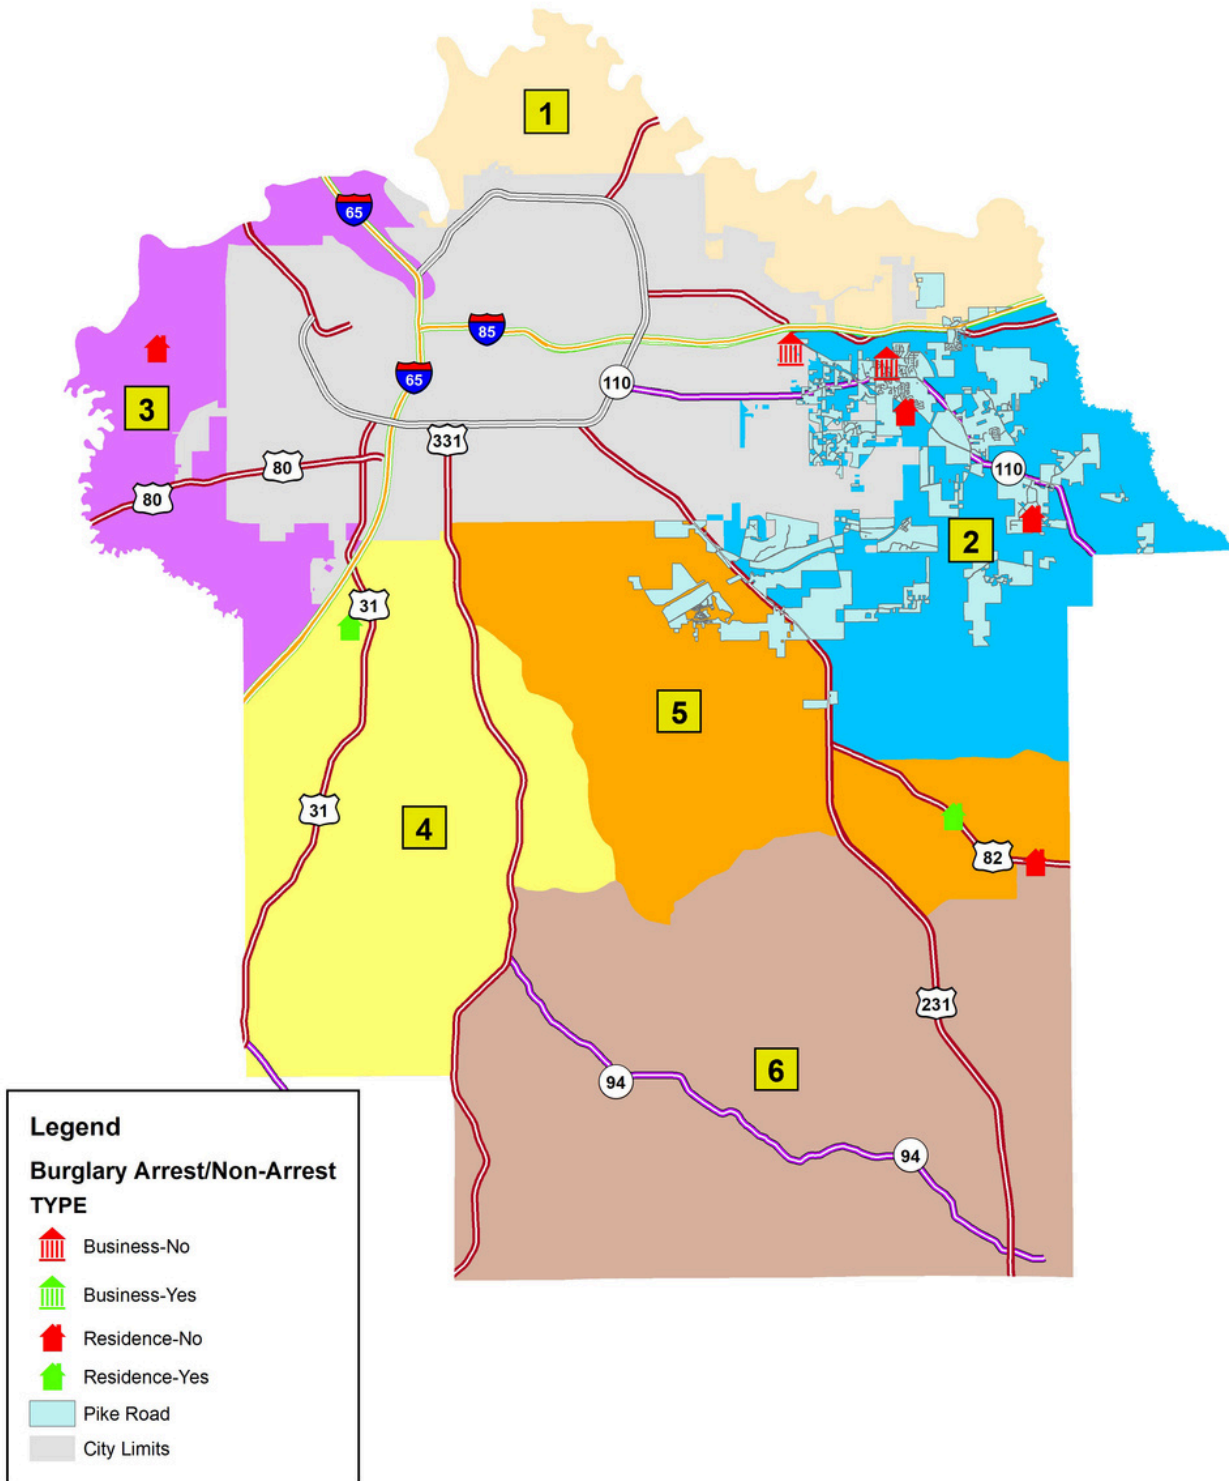 1
65
85
65
110
3
331
80
80
110
2
31
5
31
4
82
231
6
94
94
Legend
Burglary Arrest/Non-Arrest
TYPE
Business-No
Business-Yes
Residence-No
Residence-Yes
Pike Road
City Limits